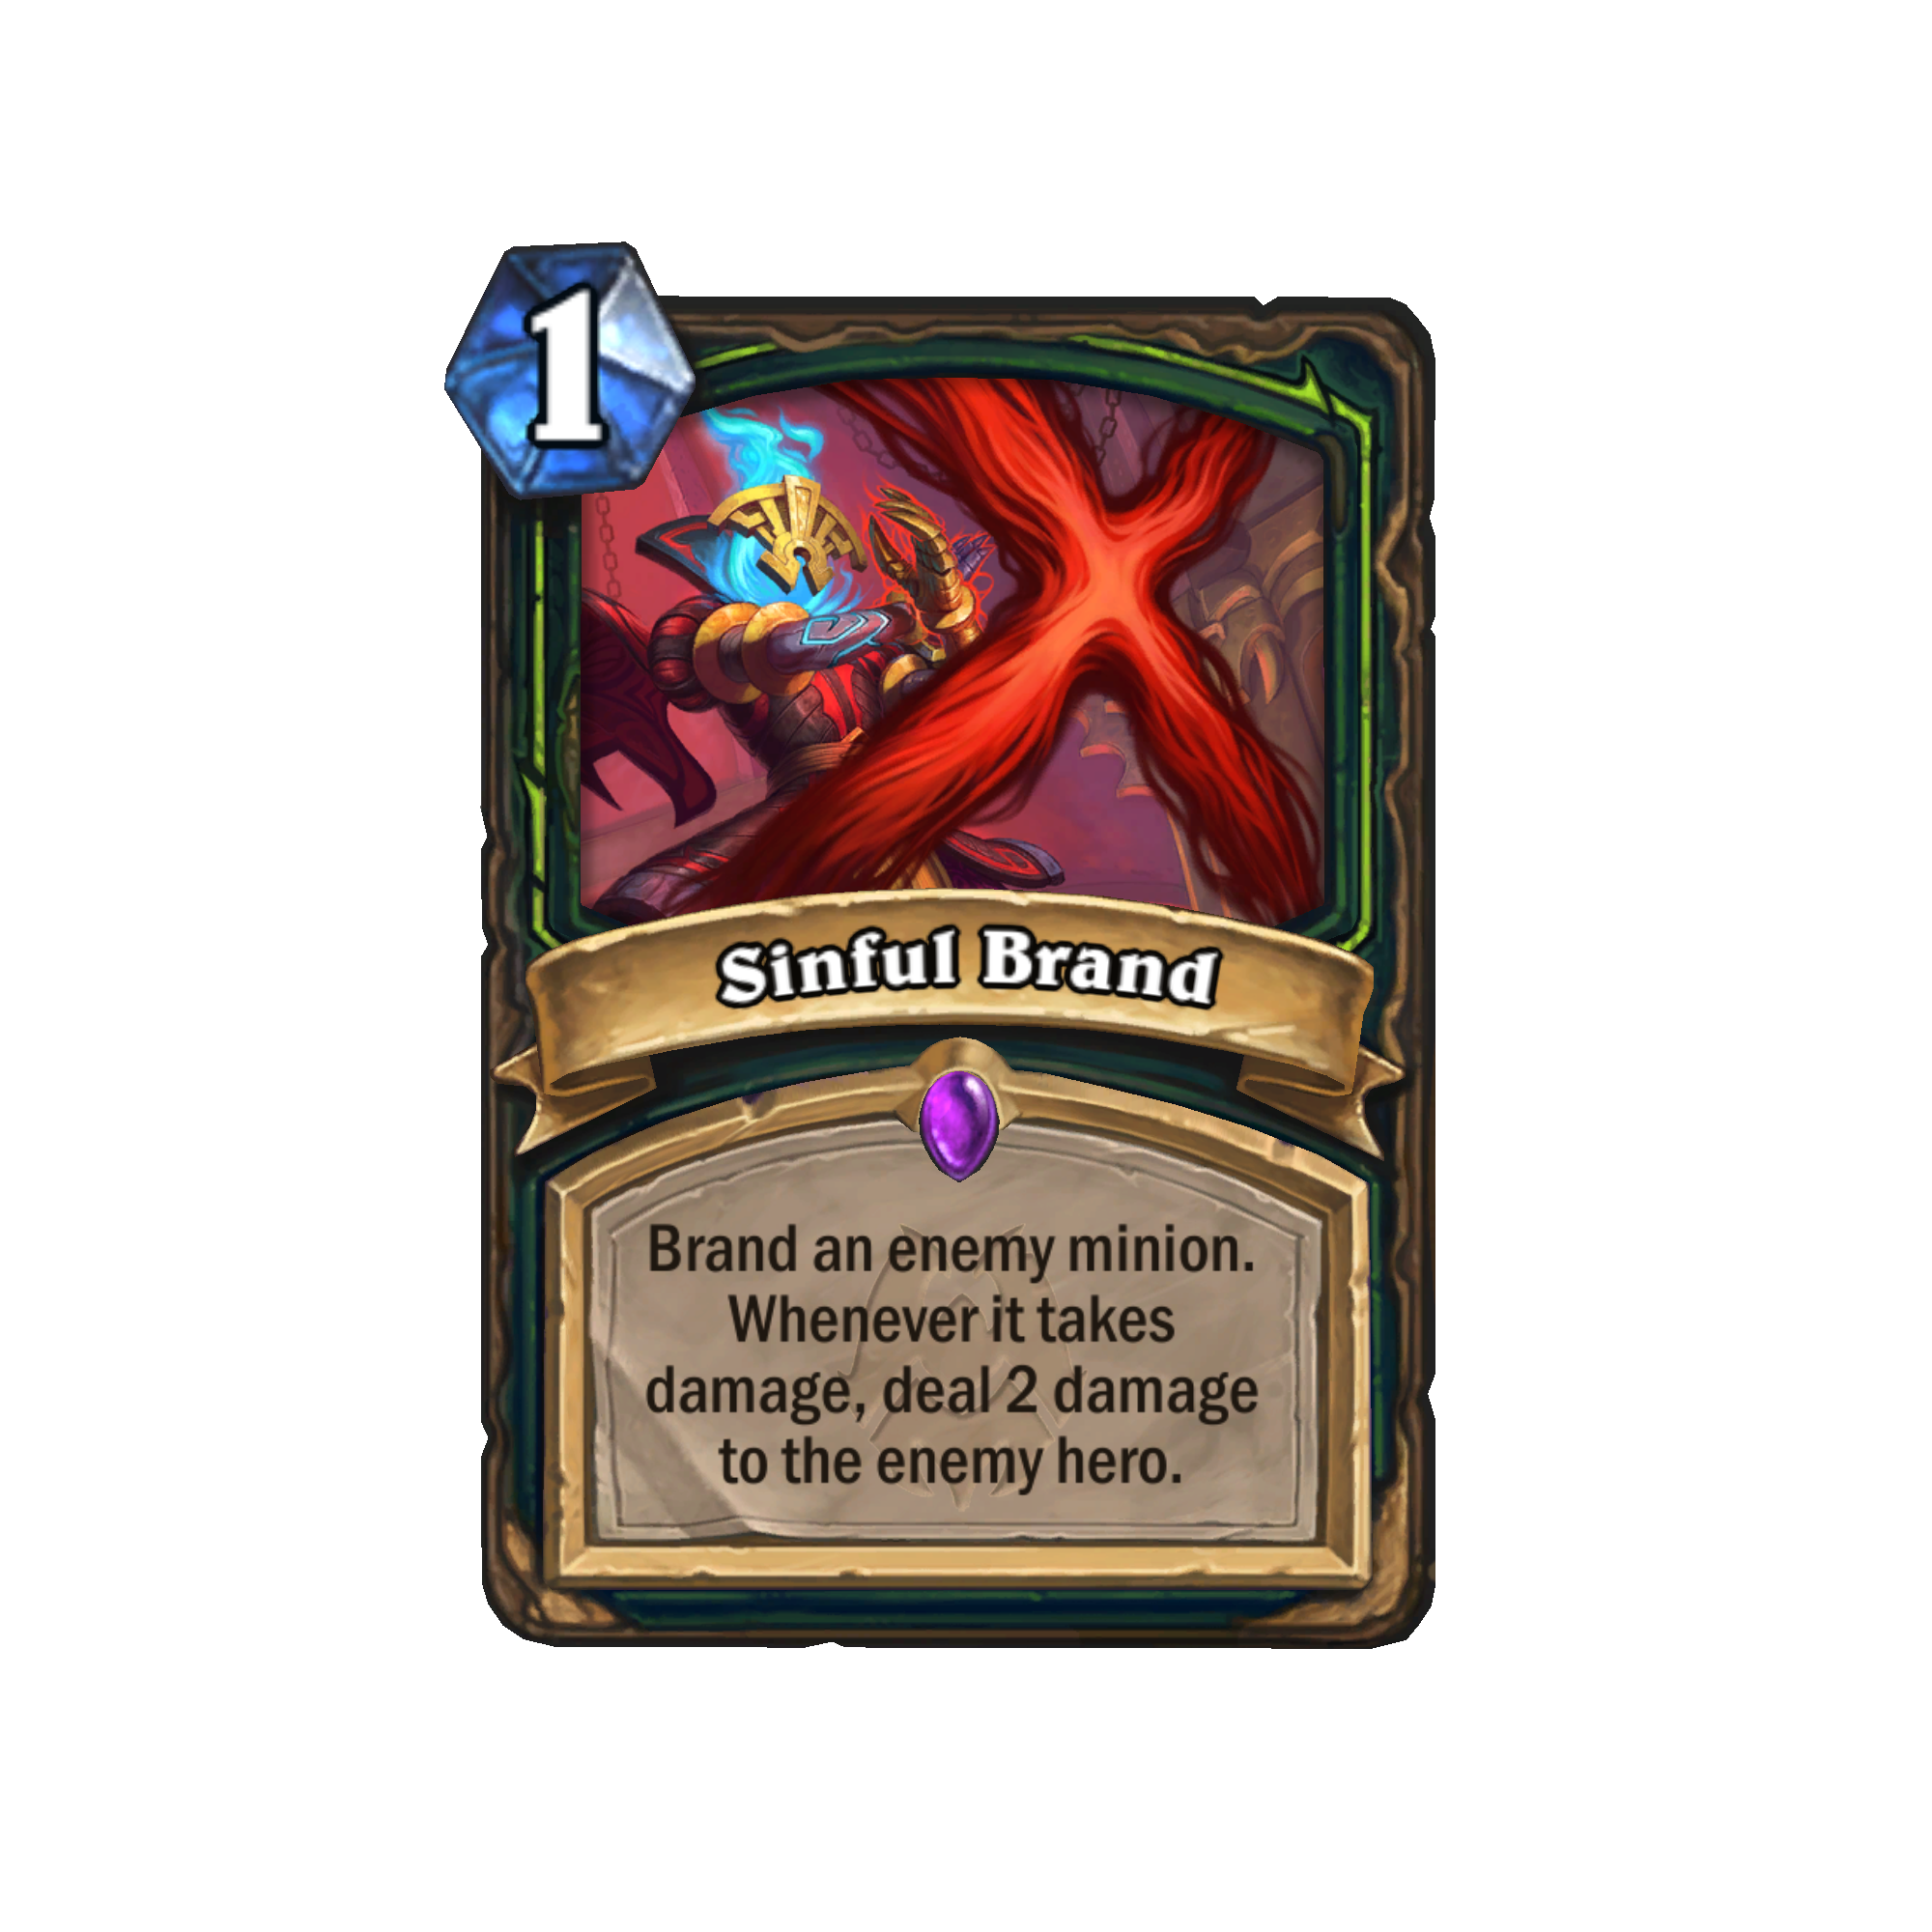 1
Sinful Brand
Brand an enemy minion.
Whenever it takes
damage, deal 2 damage
to the enemy hero.